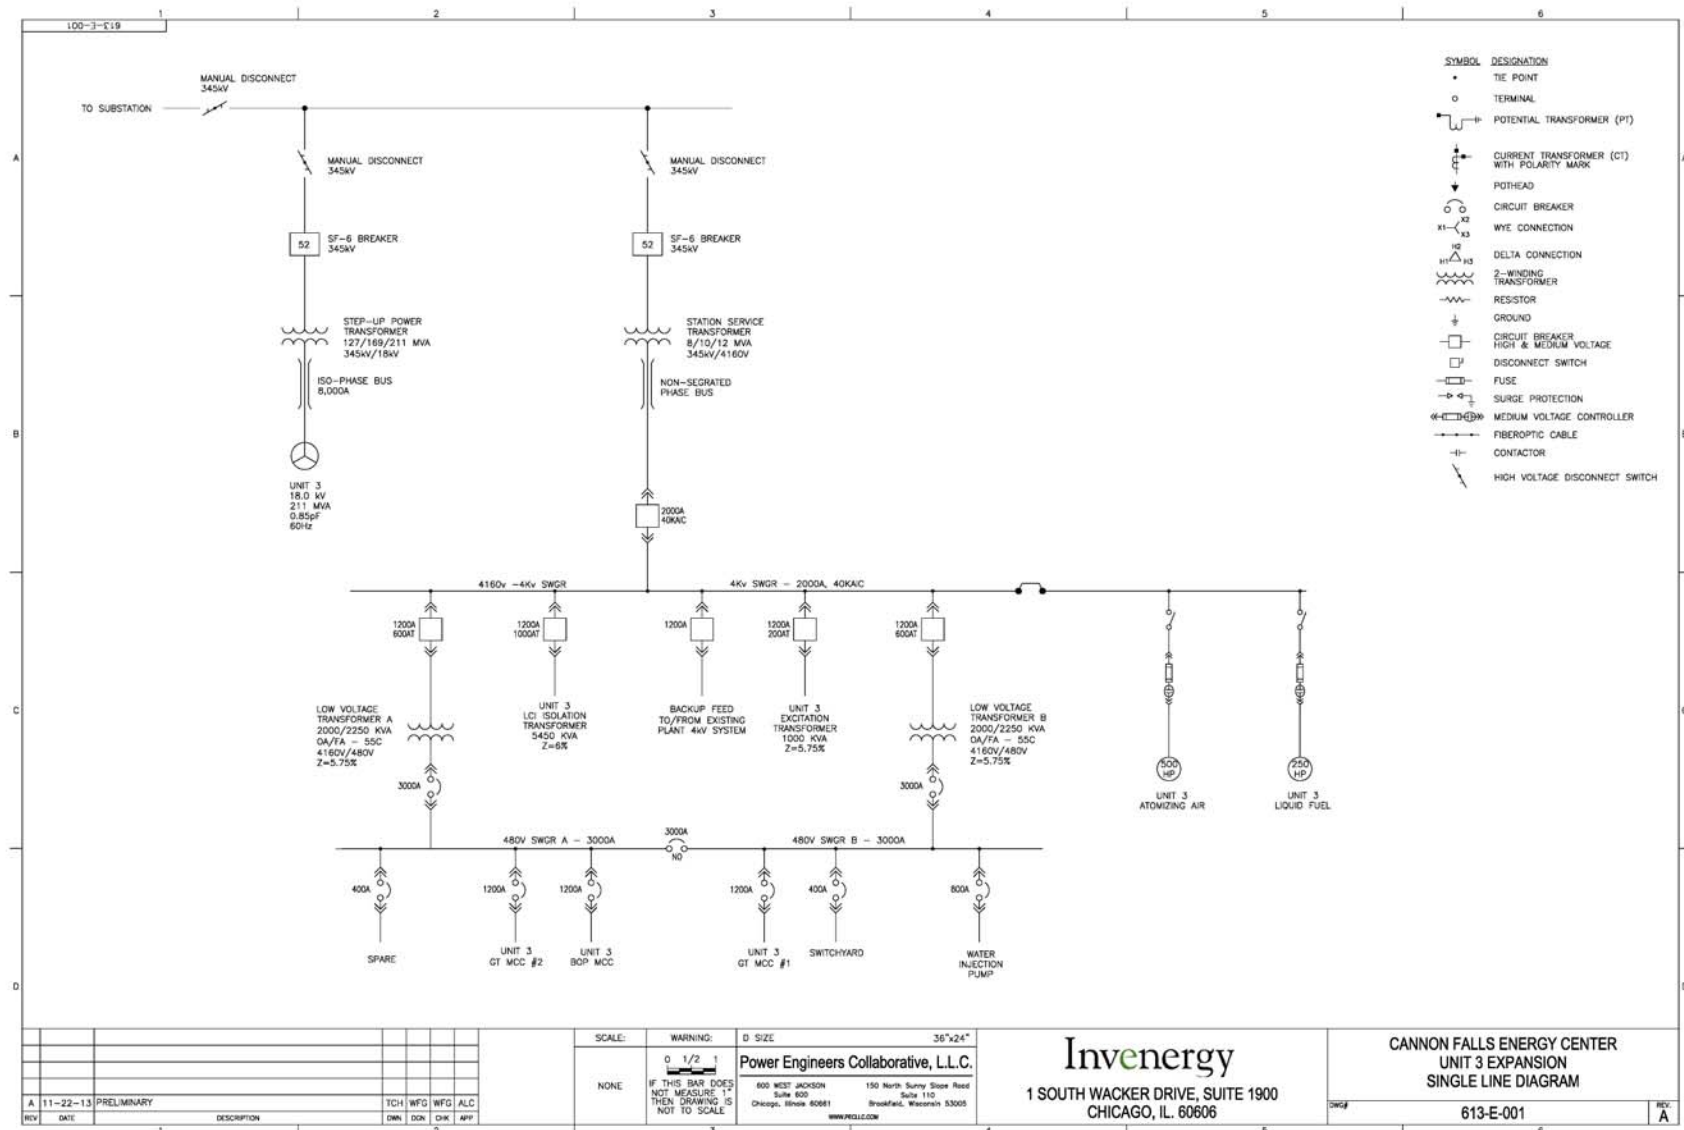 1 2 3 4 5 6
613-E-001
MANUAL DISCONNECT
345kV
TO SUBSTATION
MANUAL DISCONNECT
345kV
MANUAL DISCONNECT
345kV
52
SF-6 BREAKER
345kV
52
SF-6 BREAKER
345kV
STEP-UP POWER
TRANSFORMER
127/169/211 MVA
345kV/18kV
STATION SERVICE
TRANSFORMER
8/10/12 MVA
345kV/4160V
ISO-PHASE BUS
8,000A
NON-SEGRATED
PHASE BUS
UNIT 3
18.0 kV
211 MVA
0.85pF
60Hz
2000A
40KAIC
4160v -4Kv SWGR
4Kv SWGR - 2000A, 40KAIC
1200A
600AT
1200A
1000AT
1200A
1200A
200AT
1200A
600AT
LOW VOLTAGE
TRANSFORMER A
2000/2250 KVA
OA/FA - 55C
4160V/480V
Z=5.75%
UNIT 3
LCI ISOLATION
TRANSFORMER
5450 KVA
Z=6%
BACKUP FEED
TO/FROM EXISTING
PLANT 4kV SYSTEM
UNIT 3
EXCITATION
TRANSFORMER
1000 KVA
Z=5.75%
LOW VOLTAGE
TRANSFORMER B
2000/2250 KVA
OA/FA - 55C
4160V/480V
Z=5.75%
500
HP
UNIT 3
ATOMIZING AIR
250
HP
UNIT 3
LIQUID FUEL
3000A
3000A
480V SWGR A - 3000A
3000A
NO
480V SWGR B - 3000A
400A
1200A
1200A
1200A
400A
800A
SPARE
UNIT 3
GT MCC #2
UNIT 3
BOP MCC
UNIT 3
GT MCC #1
SWITCHYARD
WATER
INJECTION
PUMP
SYMBOL DESIGNATION
TIE POINT
TERMINAL
POTENTIAL TRANSFORMER (PT)
CURRENT TRANSFORMER (CT)
WITH POLARITY MARK
POTHEAD
CIRCUIT BREAKER
X1 X2 X3
WYE CONNECTION
H1 H2 H3
DELTA CONNECTION
2-WINDING
TRANSFORMER
RESISTOR
GROUND
CIRCUIT BREAKER
HIGH & MEDIUM VOLTAGE
DISCONNECT SWITCH
FUSE
SURGE PROTECTION
MEDIUM VOLTAGE CONTROLLER
FIBEROPTIC CABLE
CONTACTOR
HIGH VOLTAGE DISCONNECT SWITCH
A
B
C
D
A 11-22-13 PRELIMINARY TCH WFG WFG ALC
REV DATE DESCRIPTION DWN DGN CHK APP
SCALE:
NONE
WARNING:
0 1/2 1
IF THIS BAR DOES
NOT MEASURE 1"
THEN DRAWING IS
NOT TO SCALE
D SIZE 36"x24"
Power Engineers Collaborative, L.L.C.
600 WEST JACKSON
Suite 600
Chicago, Illinois 60661
150 North Sunny Slope Road
Suite 110
Brookfield, Wisconsin 53005
WWW.PECLLC.COM
Invenergy
1 SOUTH WACKER DRIVE, SUITE 1900
CHICAGO, IL. 60606
CANNON FALLS ENERGY CENTER
UNIT 3 EXPANSION
SINGLE LINE DIAGRAM
DWG#
613-E-001
REV.
A
1 2 3 4 5 6